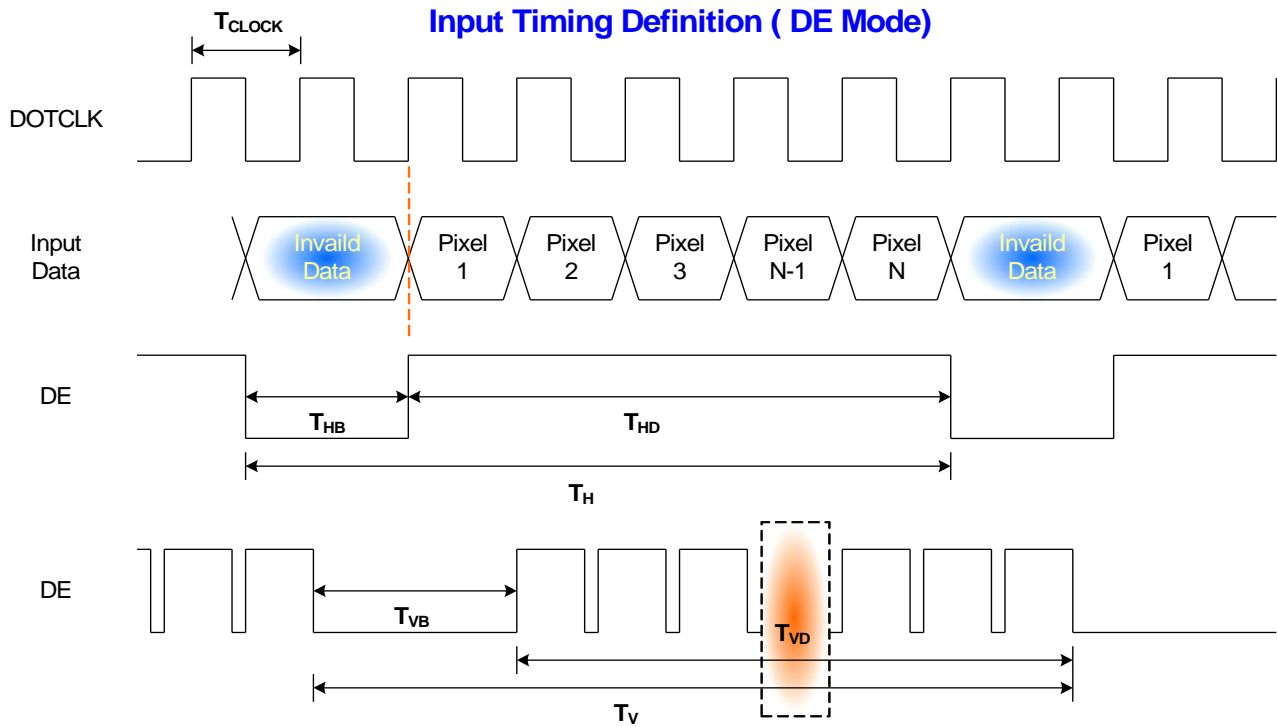 Input Timing Definition ( DE Mode)
TCLOCK
DOTCLK
Input
Data
Invaild
Data
Pixel
1
Pixel
2
Pixel
3
Pixel
N-1
Pixel
N
Invaild
Data
Pixel
1
DE
THB
THD
TH
DE
TVB
TVD
TV